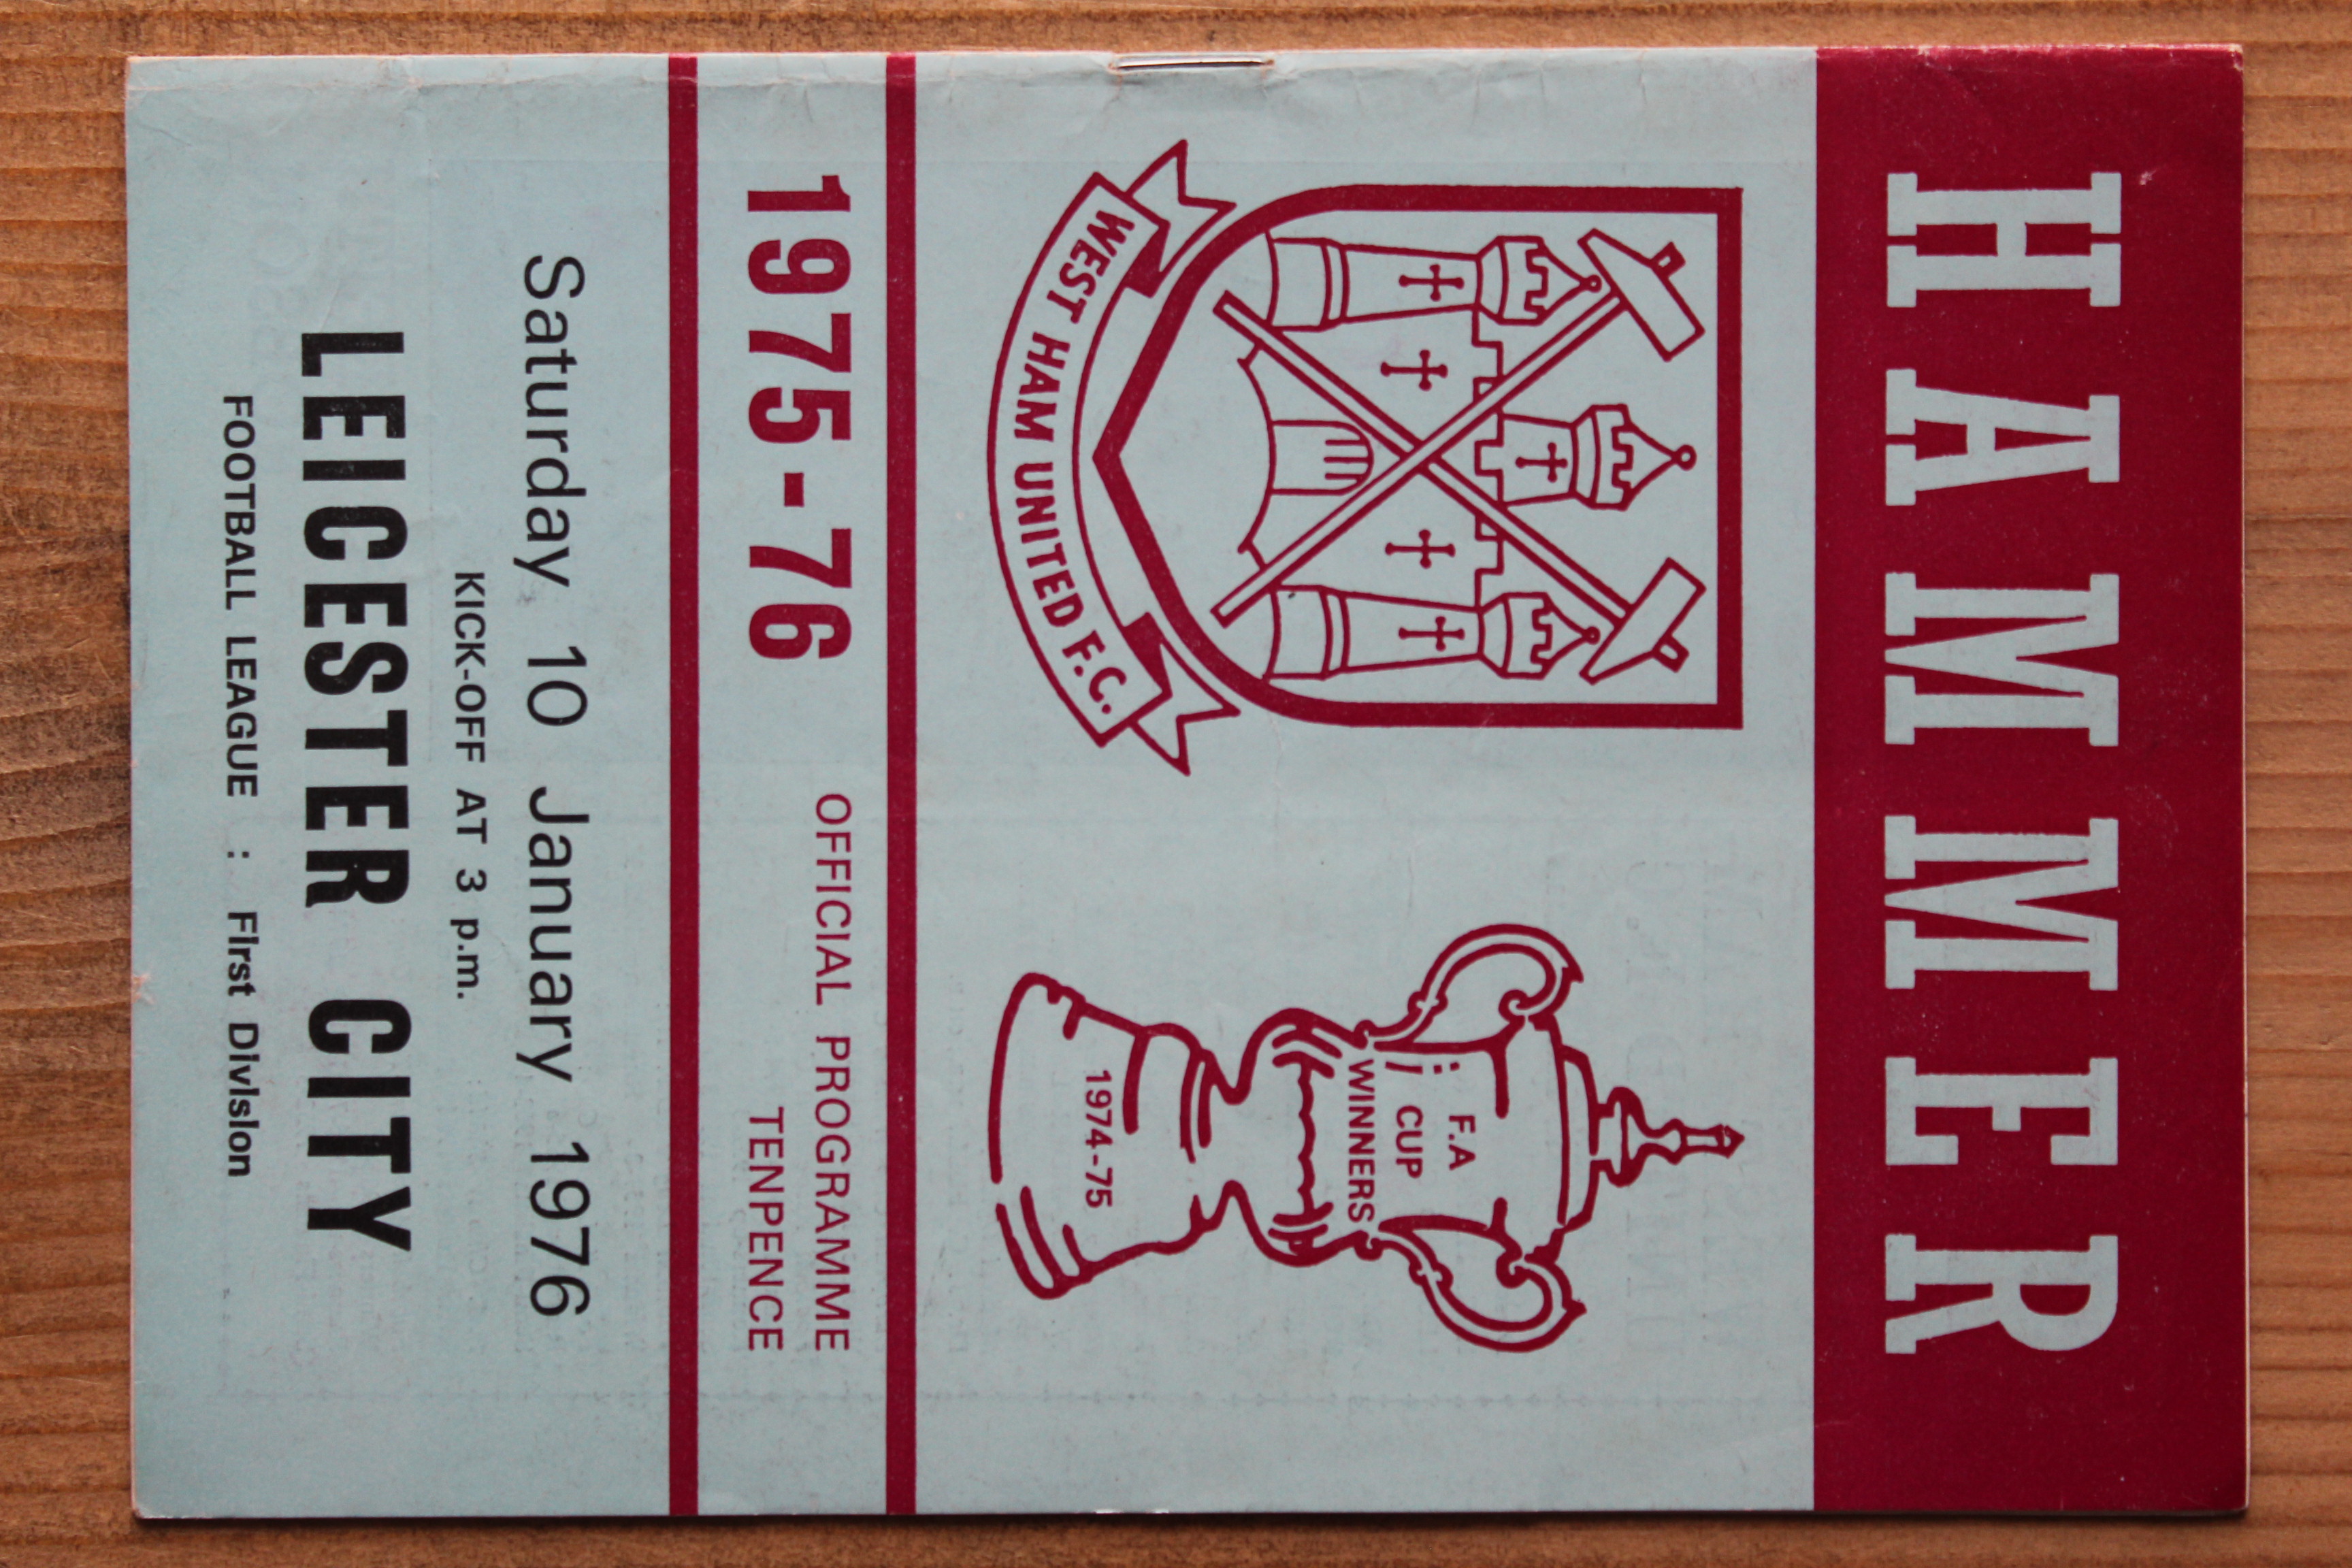 HAMMER
WEST HAM UNITED F.C.
F.A
CUP
WINNERS
1974-75
1975-76
OFFICIAL PROGRAMME
TENPENCE
Saturday 10 January 1976
KICK-OFF AT 3 p.m.
LEICESTER CITY
FOOTBALL LEAGUE : First Division